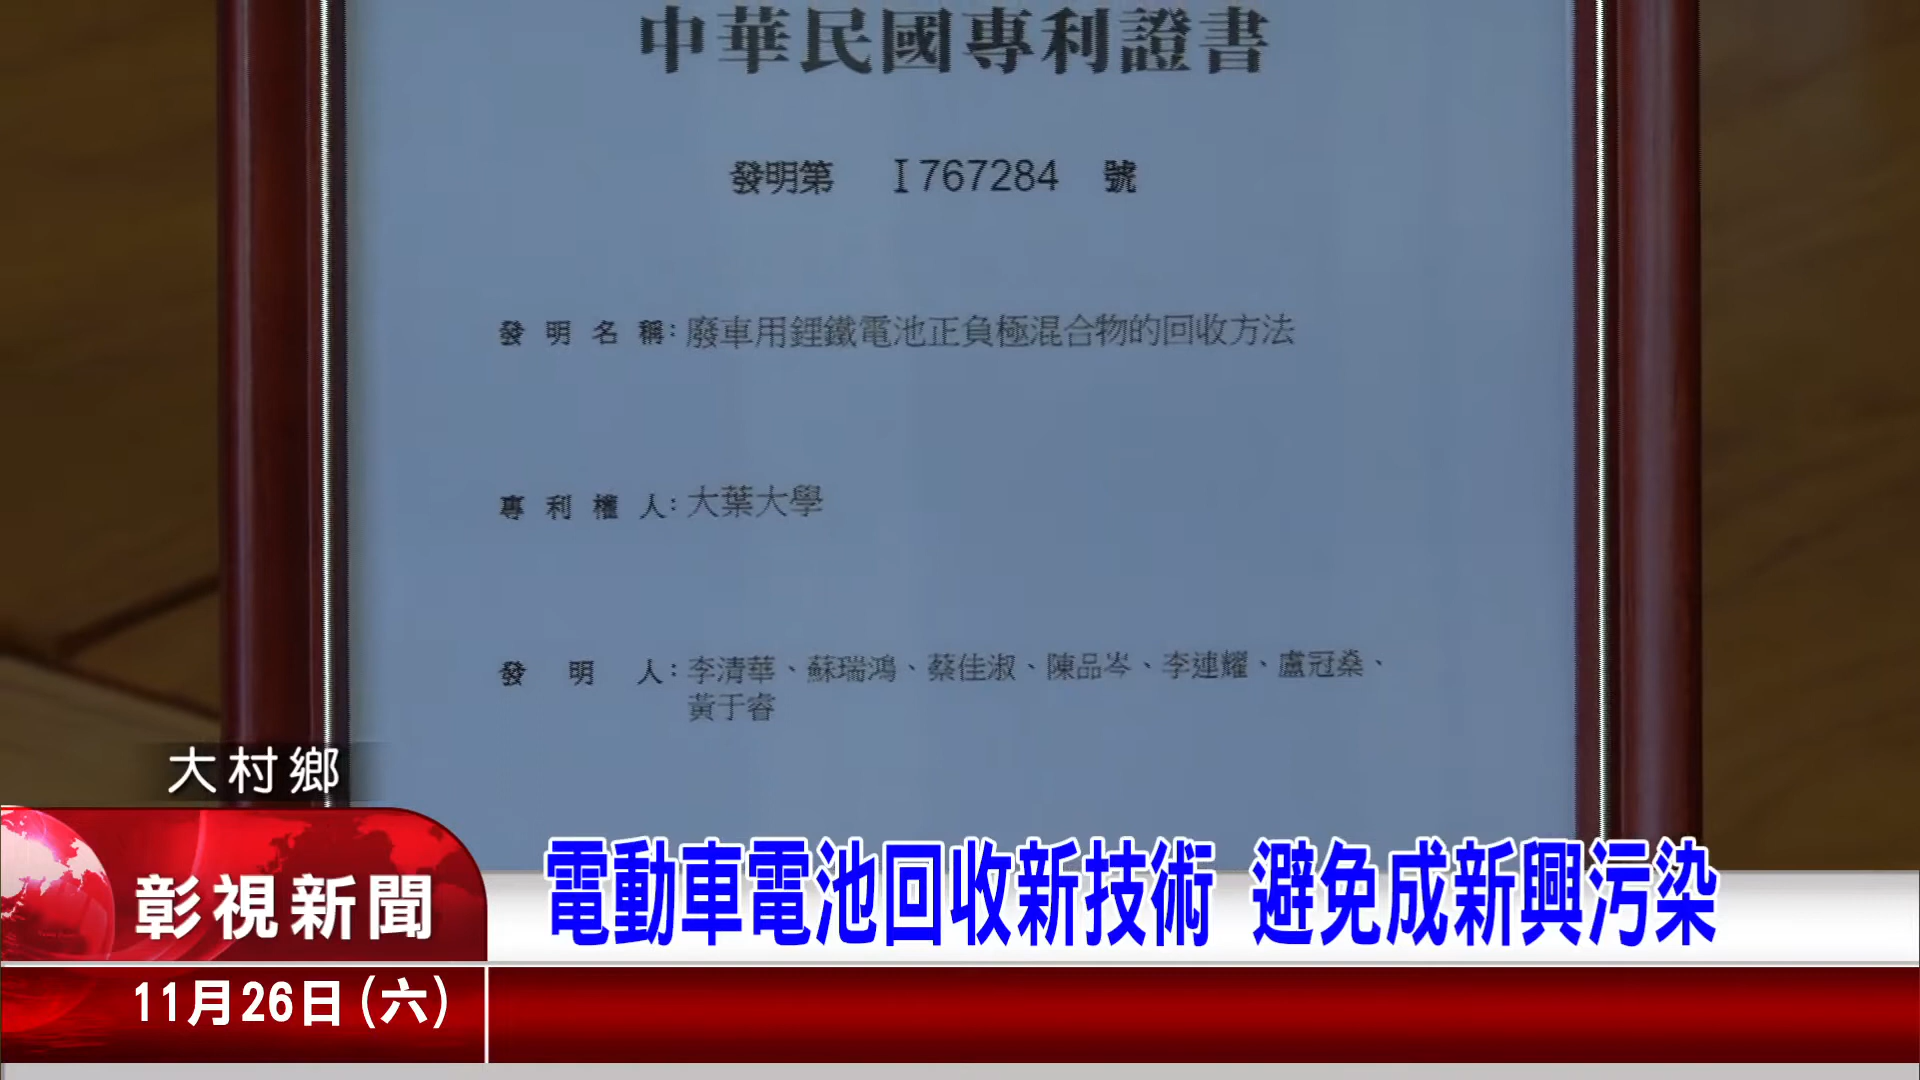 中華民國專利證書
發明第 I767284 號
發明名稱：廢車用鋰鐵電池正負極混合物的回收方法
專利權人：大葉大學
發明人：李清華、蘇瑞鴻、蔡佳淑、陳品岑、李連耀、盧冠燊、
黃于睿
大村鄉
彰視新聞
電動車電池回收新技術 避免成新興污染
11月26日(六)